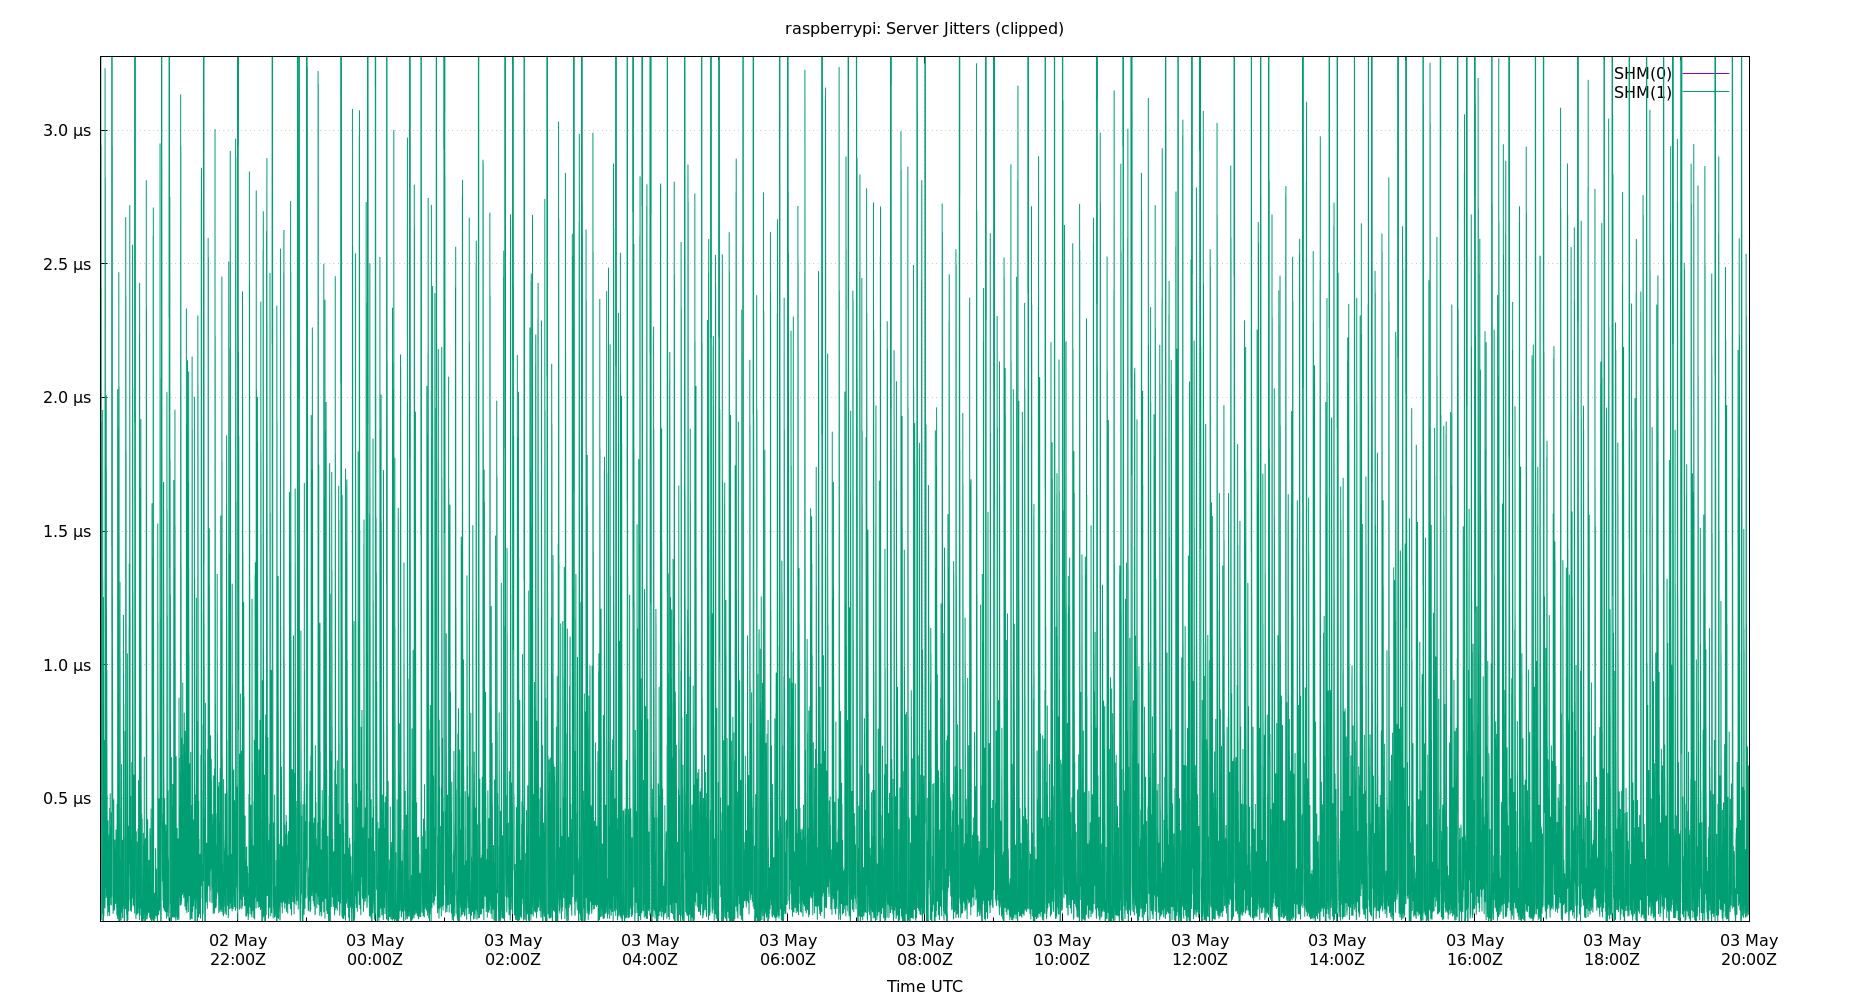 raspberrypi: Server Jitters (clipped)
SHM(0)
SHM(1)
3.0 µs
2.5 µs
2.0 µs
1.5 µs
1.0 µs
0.5 µs
02 May 03 May 03 May 03 May 03 May 03 May 03 May 03 May 03 May 03 May 03 May 03 May
22:00Z 00:00Z 02:00Z 04:00Z 06:00Z 08:00Z 10:00Z 12:00Z 14:00Z 16:00Z 18:00Z 20:00Z
Time UTC